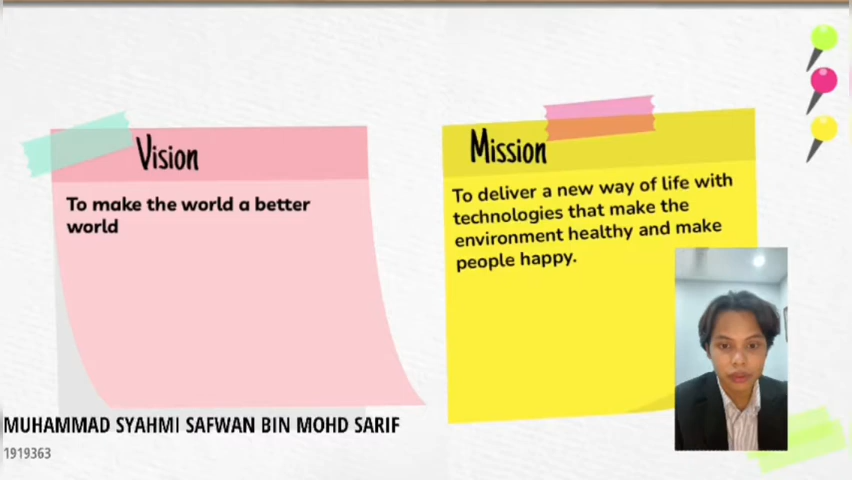 Vision
To make the world a better
world
Mission
To deliver a new way of life with
technologies that make the
environment healthy and make
people happy.
MUHAMMAD SYAHMI SAFWAN BIN MOHD SARIF
1919363